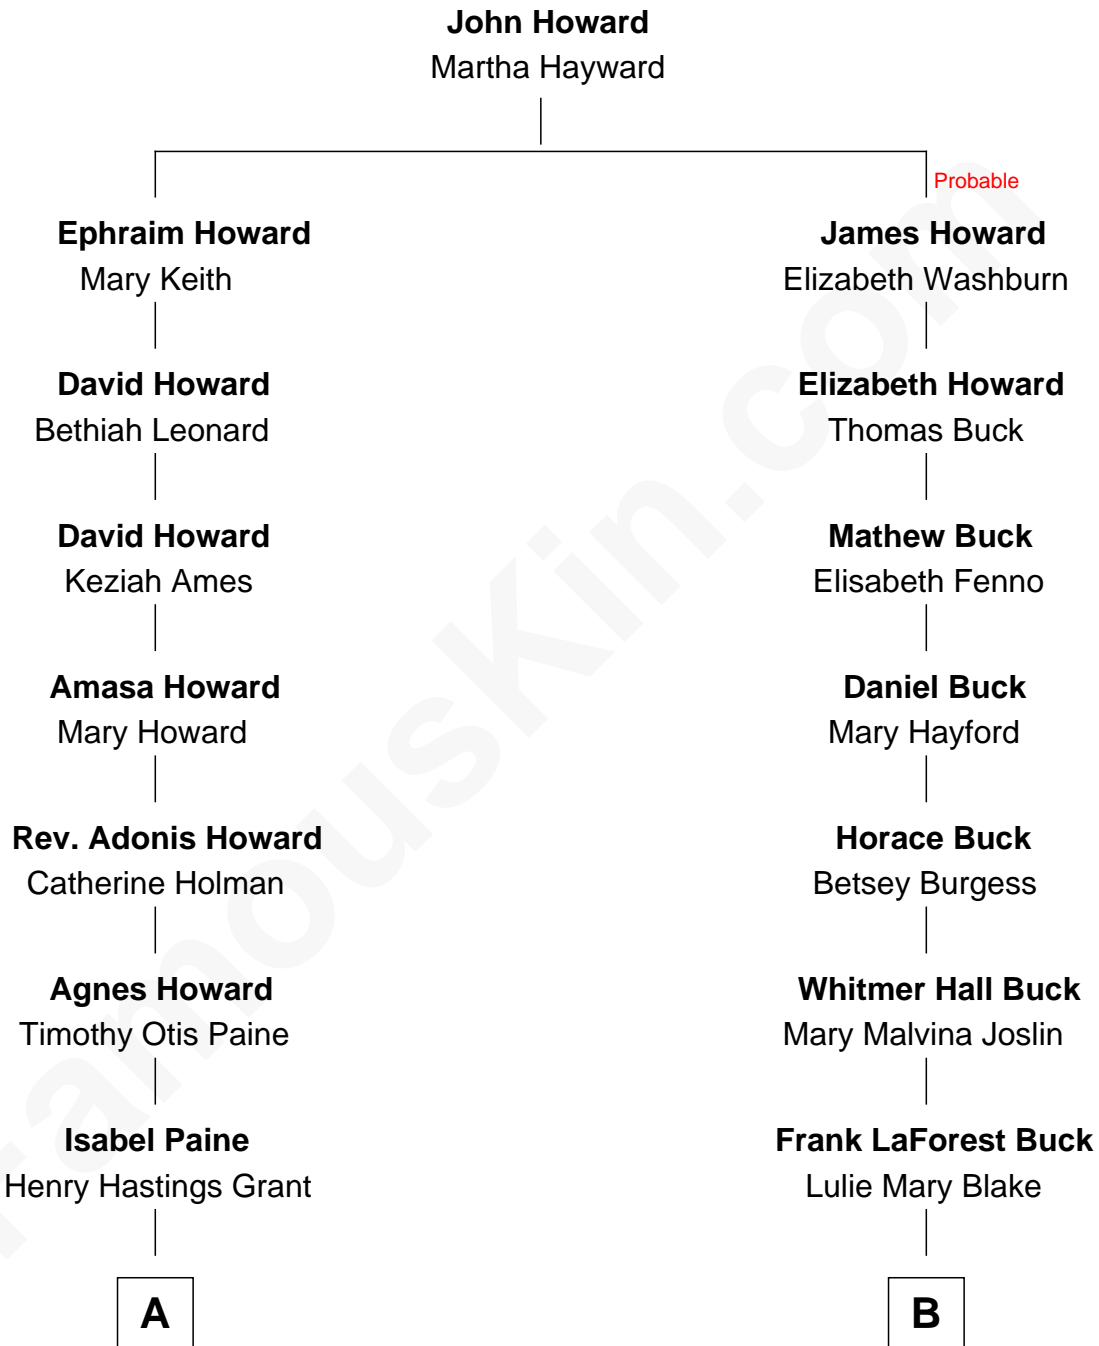 John Howard
Martha Hayward
Probable
Ephraim Howard
Mary Keith
James Howard
Elizabeth Washburn
David Howard
Bethiah Leonard
Elizabeth Howard
Thomas Buck
David Howard
Keziah Ames
Mathew Buck
Elisabeth Fenno
Amasa Howard
Mary Howard
Daniel Buck
Mary Hayford
Rev. Adonis Howard
Catherine Holman
Horace Buck
Betsey Burgess
Agnes Howard
Timothy Otis Paine
Whitmer Hall Buck
Mary Malvina Joslin
Isabel Paine
Henry Hastings Grant
Frank LaForest Buck
Lulie Mary Blake
A
B
FamousKin.com